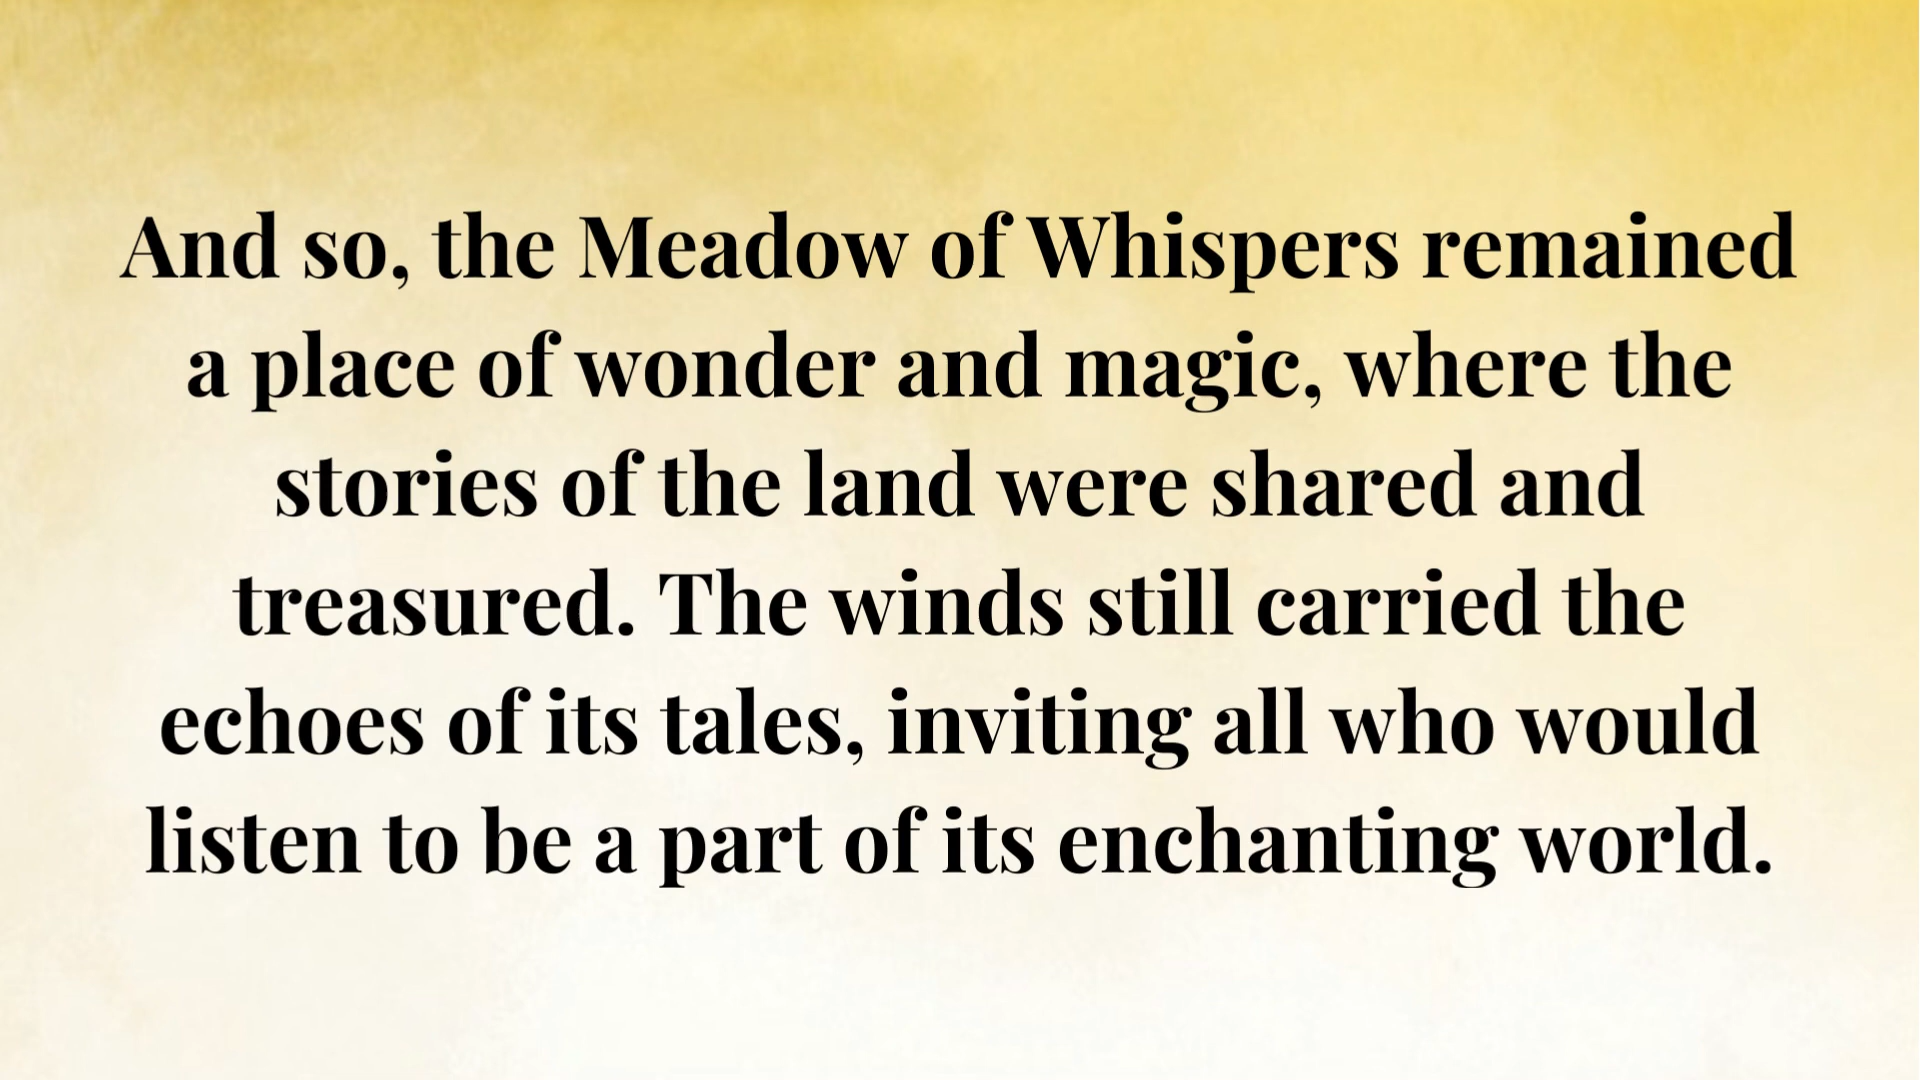 And so, the Meadow of Whispers remained
a place of wonder and magic, where the
stories of the land were shared and
treasured. The winds still carried the
echoes of its tales, inviting all who would
listen to be a part of its enchanting world.